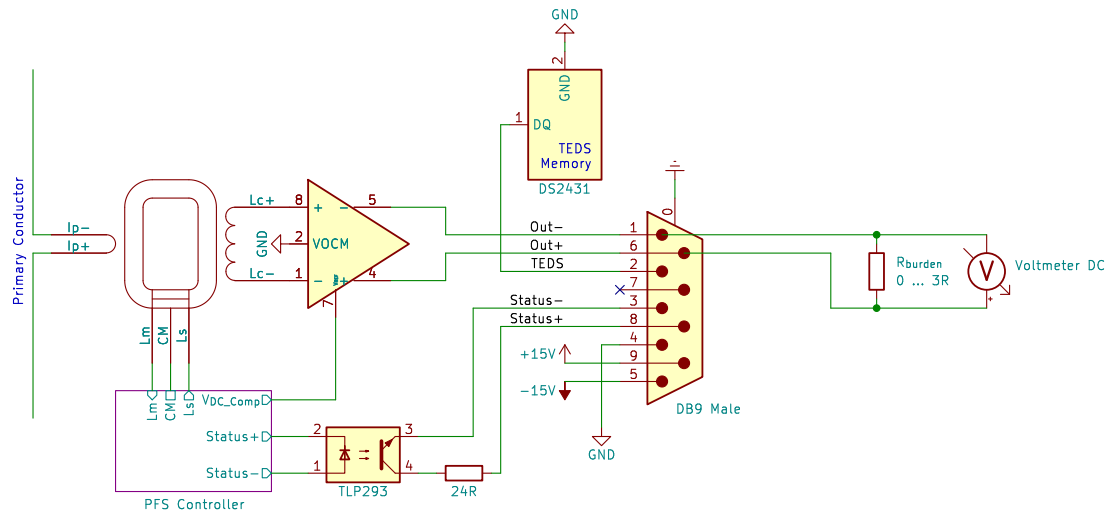 GND
2
GND
1
DQ
TEDS
Memory
DS2431
Primary Conductor
Ip-
Ip+
Lc+
8
+
-
5
GND
2
VOCM
Lc-
1
-
+
4
7
Lm
CM
Ls
Out-
1
Out+
6
TEDS
2
7
Status-
3
Status+
8
4
+15V
9
-15V
5
0
DB9 Male
GND
Rburden
0 ... 3R
V
+
Voltmeter DC
Lm
CM
Ls
VDC_Comp
Status+
Status-
PFS Controller
2
3
1
4
TLP293
24R